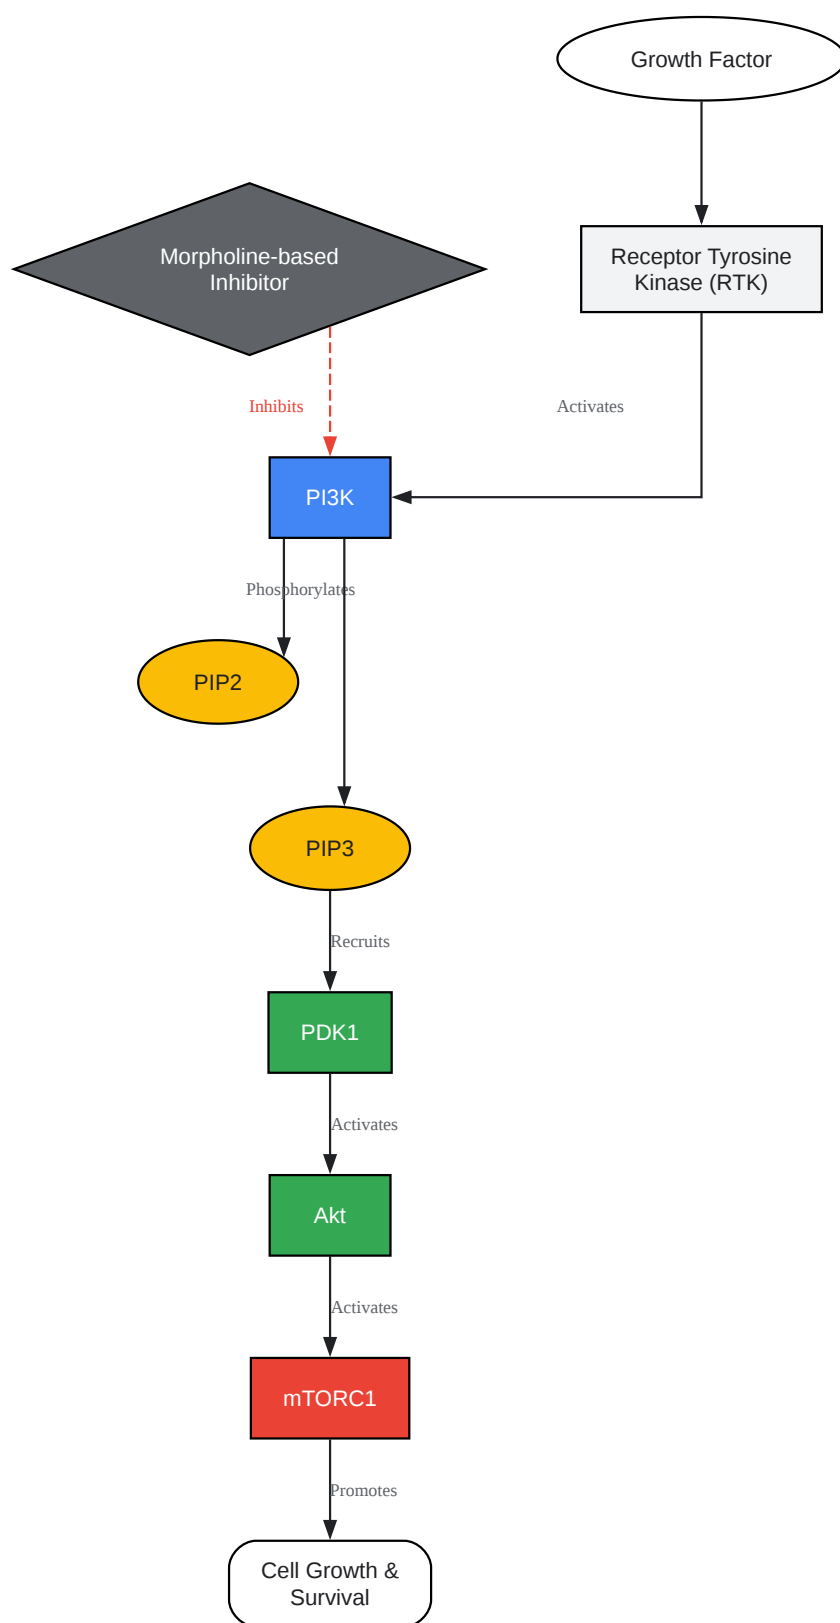 Growth Factor
Morpholine-based
Inhibitor
Receptor Tyrosine
Kinase (RTK)
Inhibits
Activates
PI3K
Phosphorylates
PIP2
PIP3
Recruits
PDK1
Activates
Akt
Activates
mTORC1
Promotes
Cell Growth &
Survival